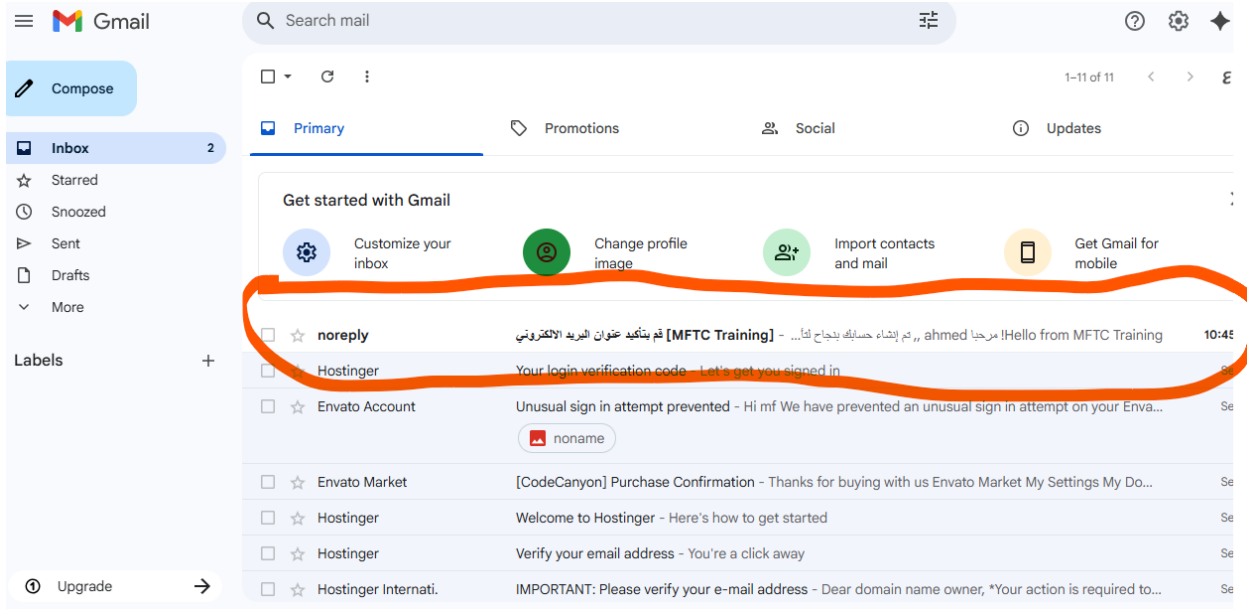 Gmail
Search mail
Compose
1–11 of 11
Primary
Promotions
Social
Updates
Inbox 2
Starred
Snoozed
Sent
Drafts
More
Labels
Get started with Gmail
Customize your inbox
Change profile image
Import contacts and mail
Get Gmail for mobile
noreply [MFTC Training] قم بتأكيد عنوان البريد الالكتروني - Hello from MFTC Training! مرحبا ahmed ,, تم إنشاء حسابك بنجاح لتأ... 10:45
Hostinger Your login verification code - Let's get you signed in Se
Envato Account Unusual sign in attempt prevented - Hi mf We have prevented an unusual sign in attempt on your Enva... Se
noname
Envato Market [CodeCanyon] Purchase Confirmation - Thanks for buying with us Envato Market My Settings My Do... Se
Hostinger Welcome to Hostinger - Here's how to get started Se
Hostinger Verify your email address - You're a click away Se
Hostinger Internati. IMPORTANT: Please verify your e-mail address - Dear domain name owner, *Your action is required to... Se
Upgrade